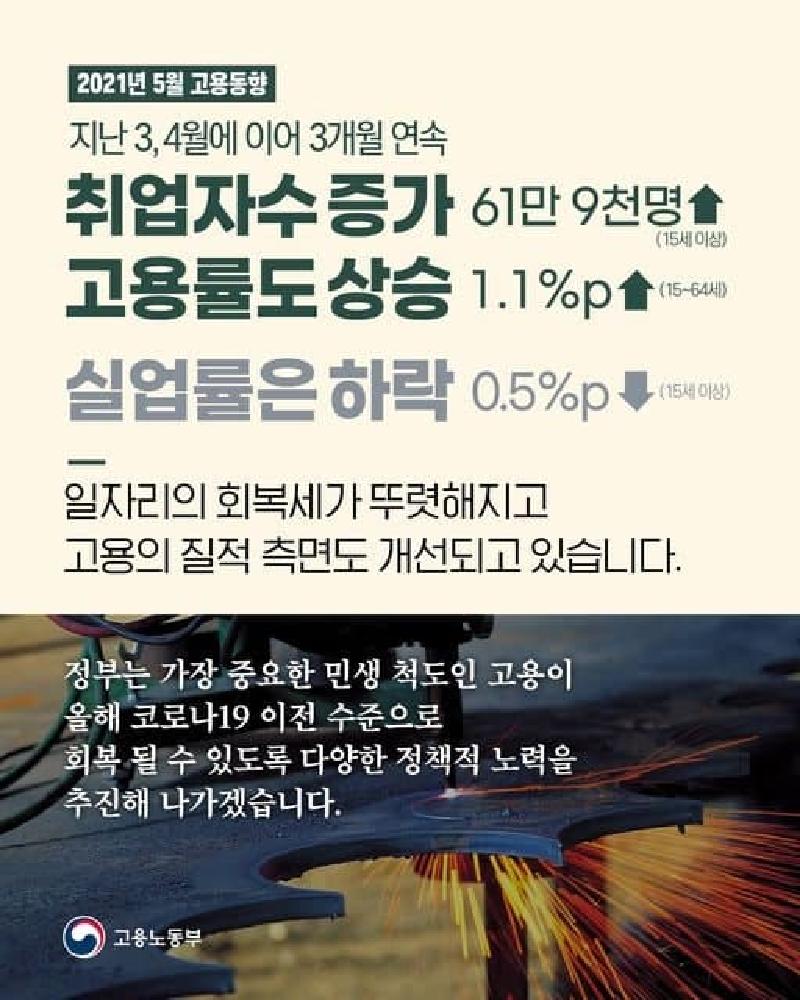 2021년 5월 고용동향
지난 3, 4월에 이어 3개월 연속
취업자수 증가 61만 9천명
(15세 이상)
고용률도 상승 1.1%p (15~64세)
실업률은 하락 0.5%p (15세 이상)
일자리의 회복세가 뚜렷해지고
고용의 질적 측면도 개선되고 있습니다.
정부는 가장 중요한 민생 척도인 고용이
올해 코로나19 이전 수준으로
회복 될 수 있도록 다양한 정책적 노력을
추진해 나가겠습니다.
고용노동부